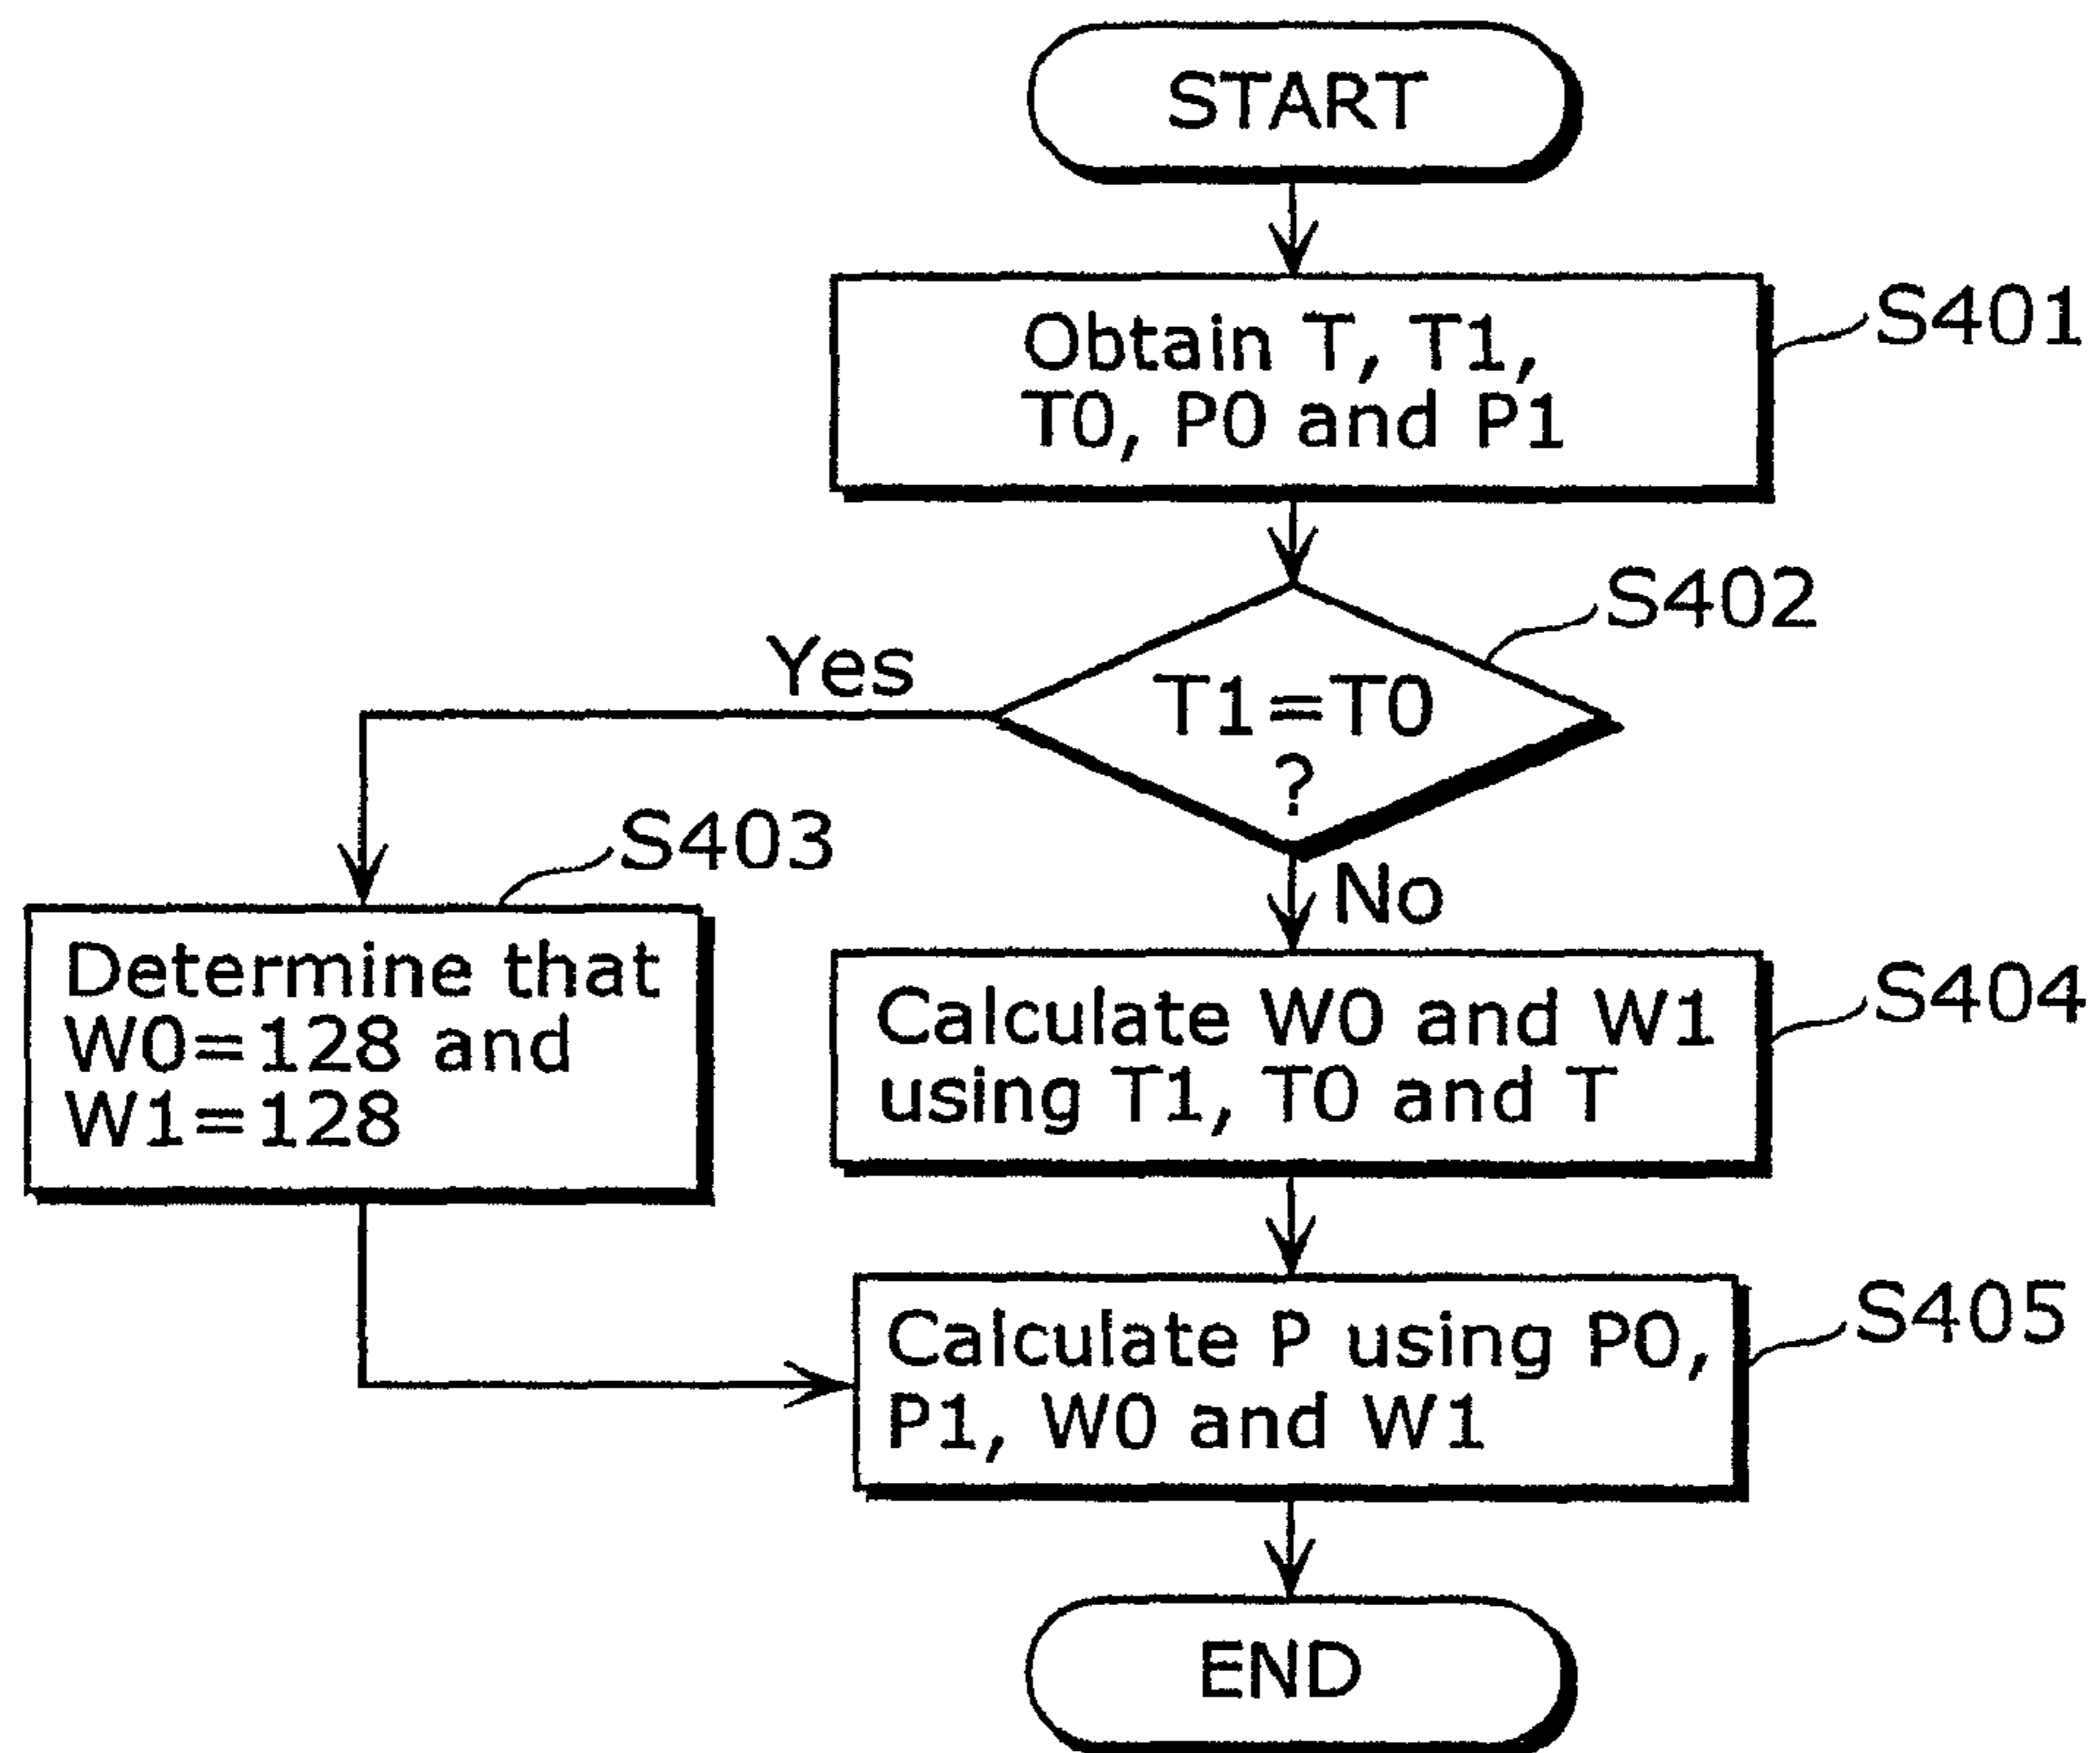 START
Obtain T, T1,
T0, P0 and P1
S401
S402
T1=T0
?
Yes
No
S403
Determine that
W0=128 and
W1=128
Calculate W0 and W1
using T1, T0 and T
S404
Calculate P using P0,
P1, W0 and W1
S405
END